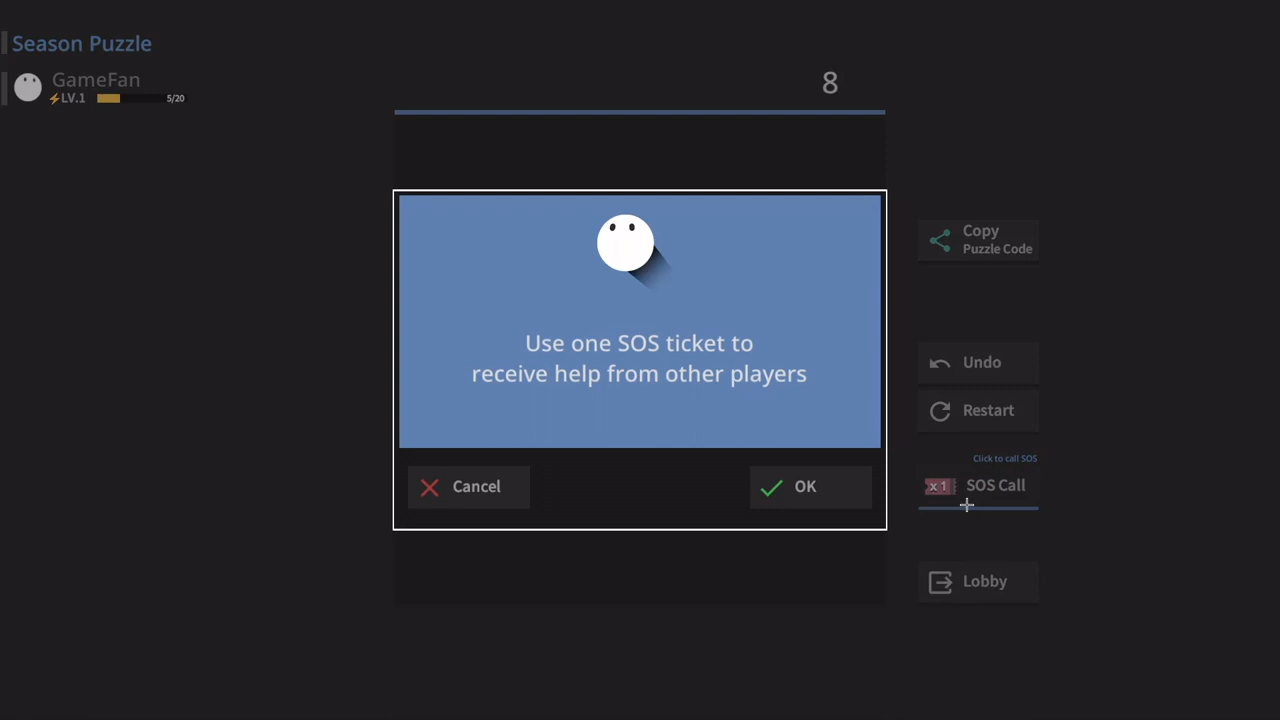 Season Puzzle
GameFan
LV.1
5/20
8
Use one SOS ticket to
receive help from other players
Cancel
OK
Copy
Puzzle Code
Undo
Restart
Click to call SOS
x 1
SOS Call
Lobby